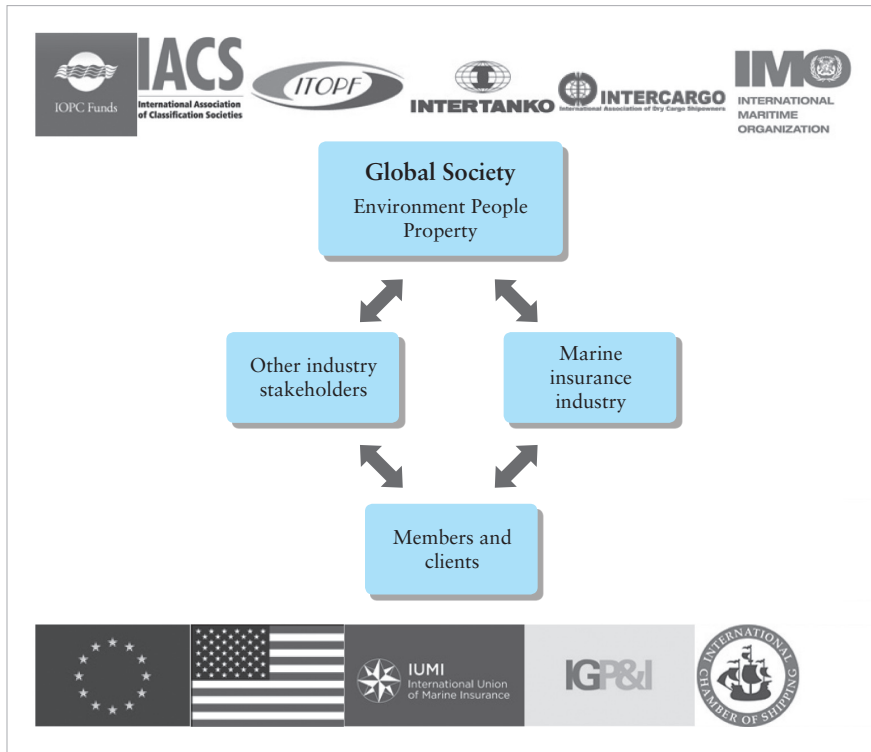 IOPC Funds
IACS
International Association
of Classification Societies
ITOPF
INTERTANKO
INTERCARGO
International Association of Dry Cargo Shipowners
IMO
INTERNATIONAL
MARITIME
ORGANIZATION
Global Society
Environment People
Property
Other industry
stakeholders
Marine
insurance
industry
Members and
clients
IUMI
International Union
of Marine Insurance
IGP&I
INTERNATIONAL
CHAMBER OF SHIPPING